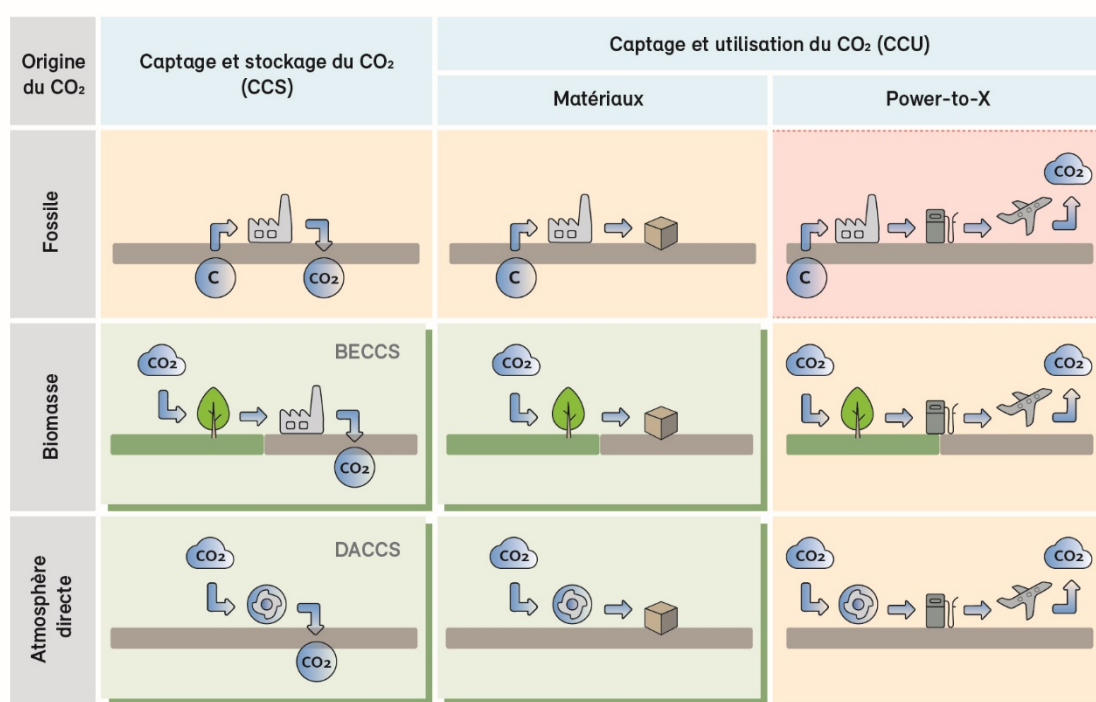 Origine
du CO₂
Captage et stockage du CO₂
(CCS)
Captage et utilisation du CO₂ (CCU)
Matériaux
Power-to-X
Fossile
C
CO₂
C
C
CO₂
Biomasse
CO₂
BECCS
CO₂
CO₂
CO₂
CO₂
Atmosphère
directe
CO₂
DACCS
CO₂
CO₂
CO₂
CO₂